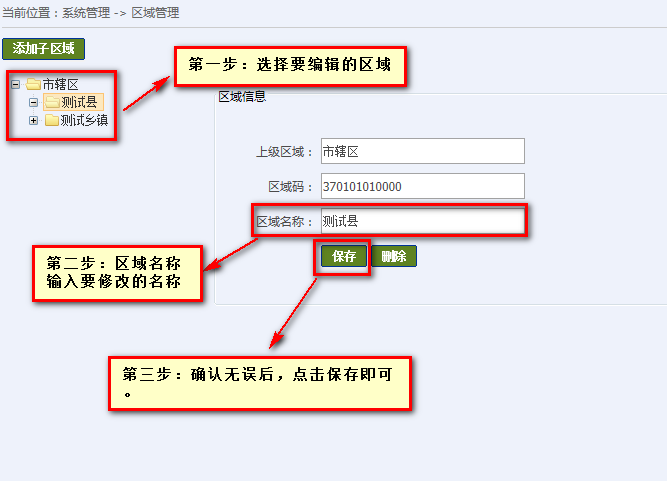 当前位置：系统管理 -> 区域管理
添加子区域
第一步：选择要编辑的区域
市辖区
测试县
测试乡镇
区域信息
上级区域： 市辖区
区域码： 370101010000
区域名称： 测试县
保存 删除
第二步：区域名称
输入要修改的名称
第三步：确认无误后，点击保存即可
。